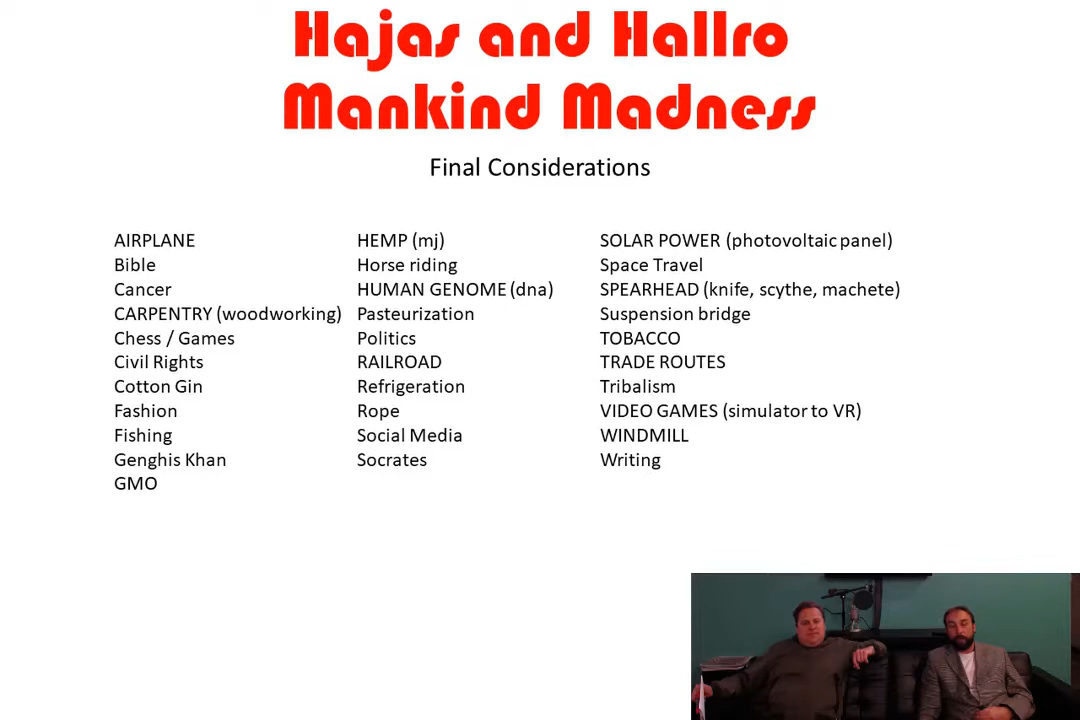 Hajas and Hallro
Mankind Madness
Final Considerations
AIRPLANE
Bible
Cancer
CARPENTRY (woodworking)
Chess / Games
Civil Rights
Cotton Gin
Fashion
Fishing
Genghis Khan
GMO
HEMP (mj)
Horse riding
HUMAN GENOME (dna)
Pasteurization
Politics
RAILROAD
Refrigeration
Rope
Social Media
Socrates
SOLAR POWER (photovoltaic panel)
Space Travel
SPEARHEAD (knife, scythe, machete)
Suspension bridge
TOBACCO
TRADE ROUTES
Tribalism
VIDEO GAMES (simulator to VR)
WINDMILL
Writing